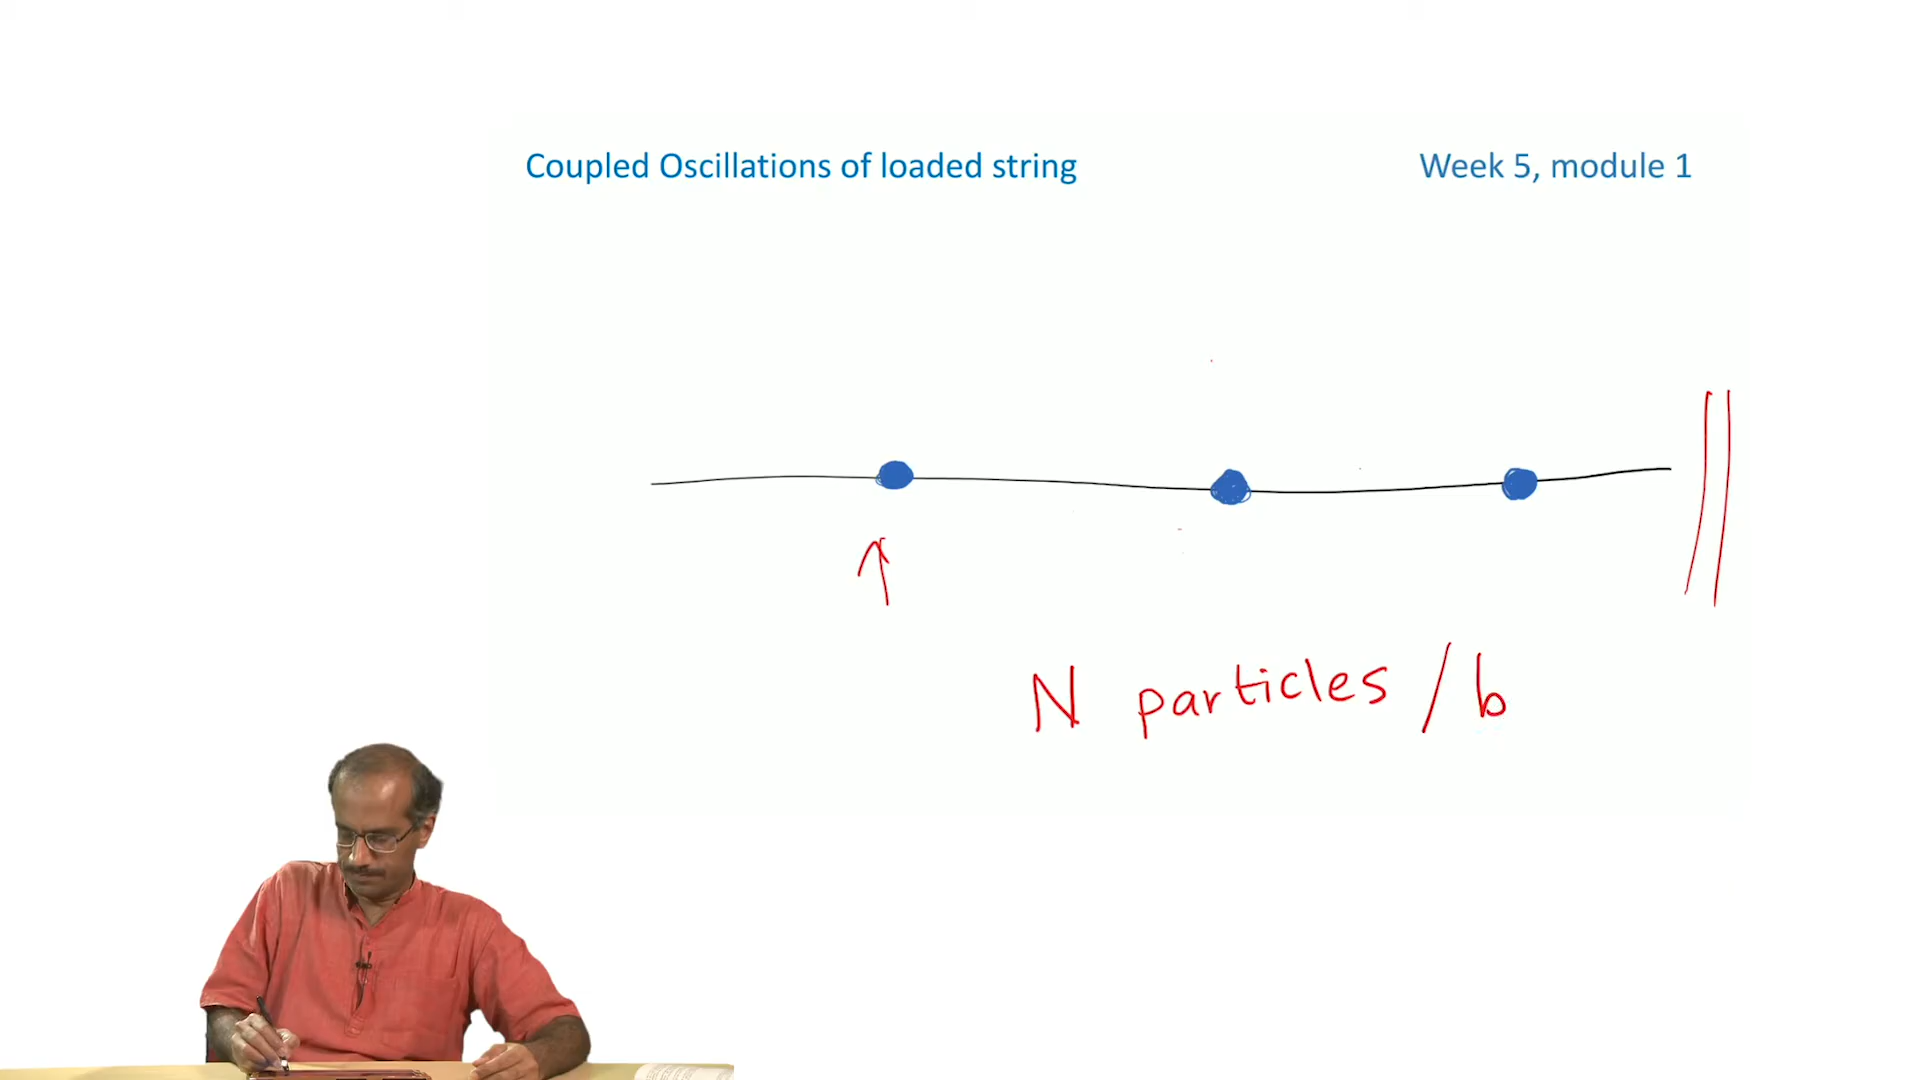 Coupled Oscillations of loaded string Week 5, module 1
N particles / b